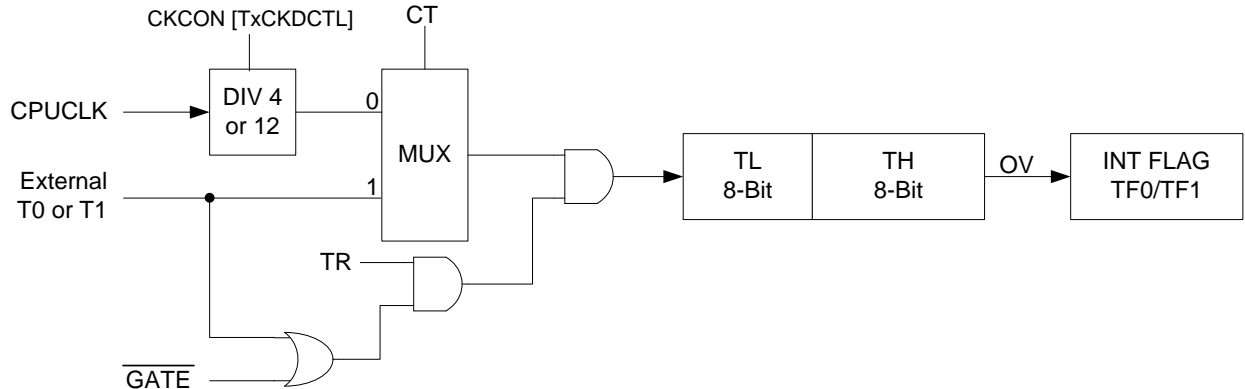 CKCON [TxCKDCTL]
CT
CPUCLK
DIV 4
or 12
0
MUX
External
T0 or T1
1
TL
8-Bit
TH
8-Bit
OV
INT FLAG
TF0/TF1
TR
GATE